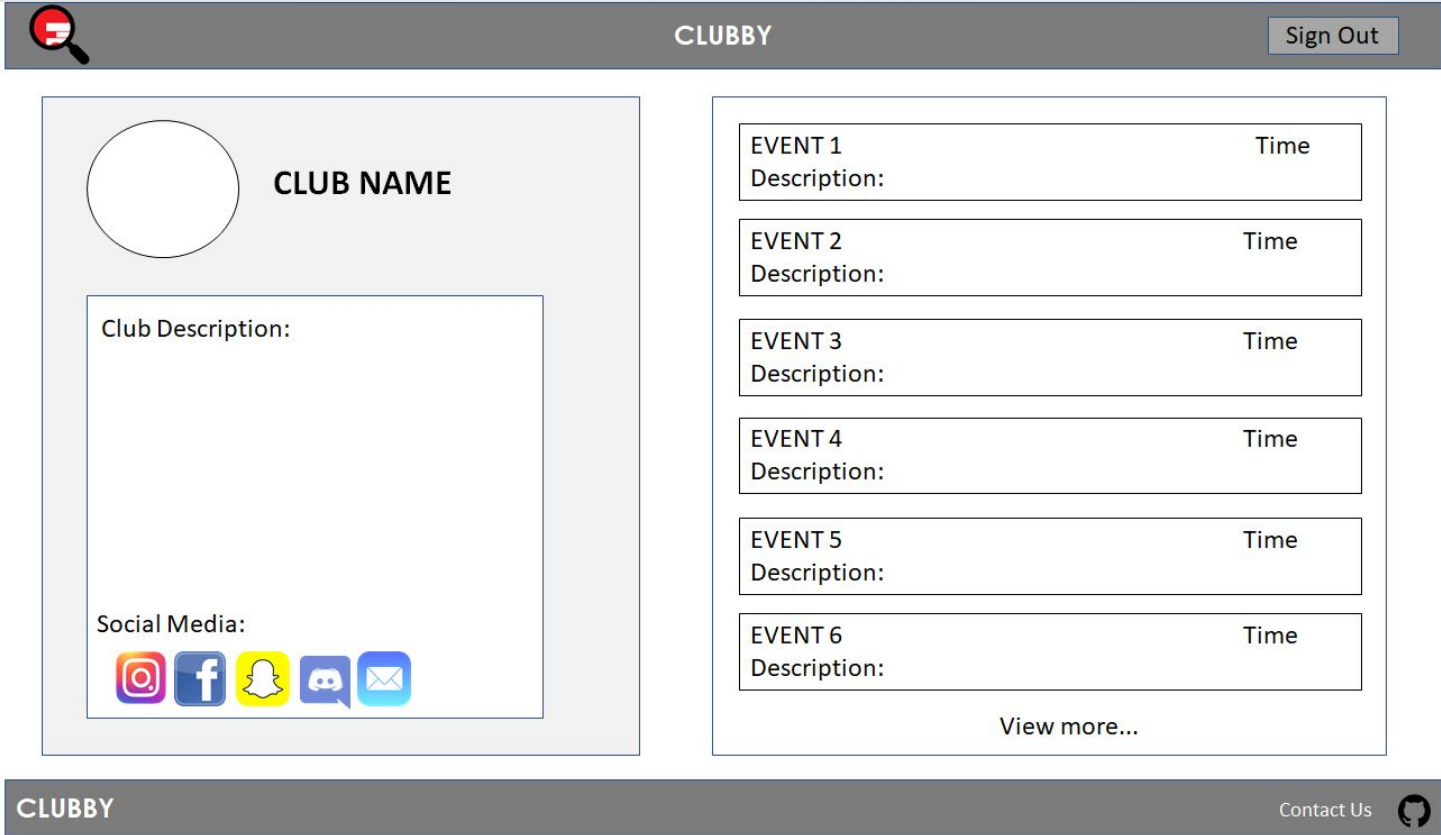 CLUBBY
Sign Out
CLUB NAME
Club Description:
Social Media:
EVENT 1 Time
Description:
EVENT 2 Time
Description:
EVENT 3 Time
Description:
EVENT 4 Time
Description:
EVENT 5 Time
Description:
EVENT 6 Time
Description:
View more...
CLUBBY
Contact Us